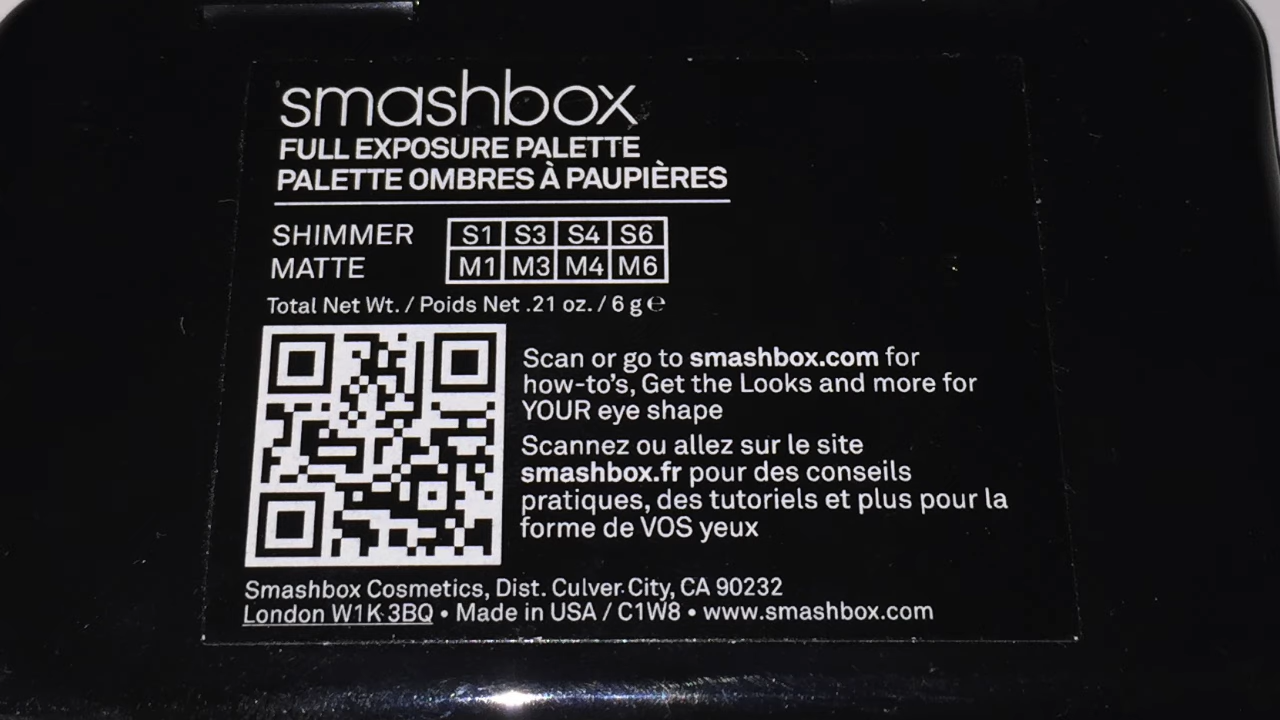 smashbox
FULL EXPOSURE PALETTE
PALETTE OMBRES À PAUPIÈRES
SHIMMER S1 S3 S4 S6
MATTE M1 M3 M4 M6
Total Net Wt. / Poids Net .21 oz. / 6 g ℮
Scan or go to smashbox.com for
how-to's, Get the Looks and more for
YOUR eye shape
Scannez ou allez sur le site
smashbox.fr pour des conseils
pratiques, des tutoriels et plus pour la
forme de VOS yeux
Smashbox Cosmetics, Dist. Culver City, CA 90232
London W1K 3BQ • Made in USA / C1W8 • www.smashbox.com